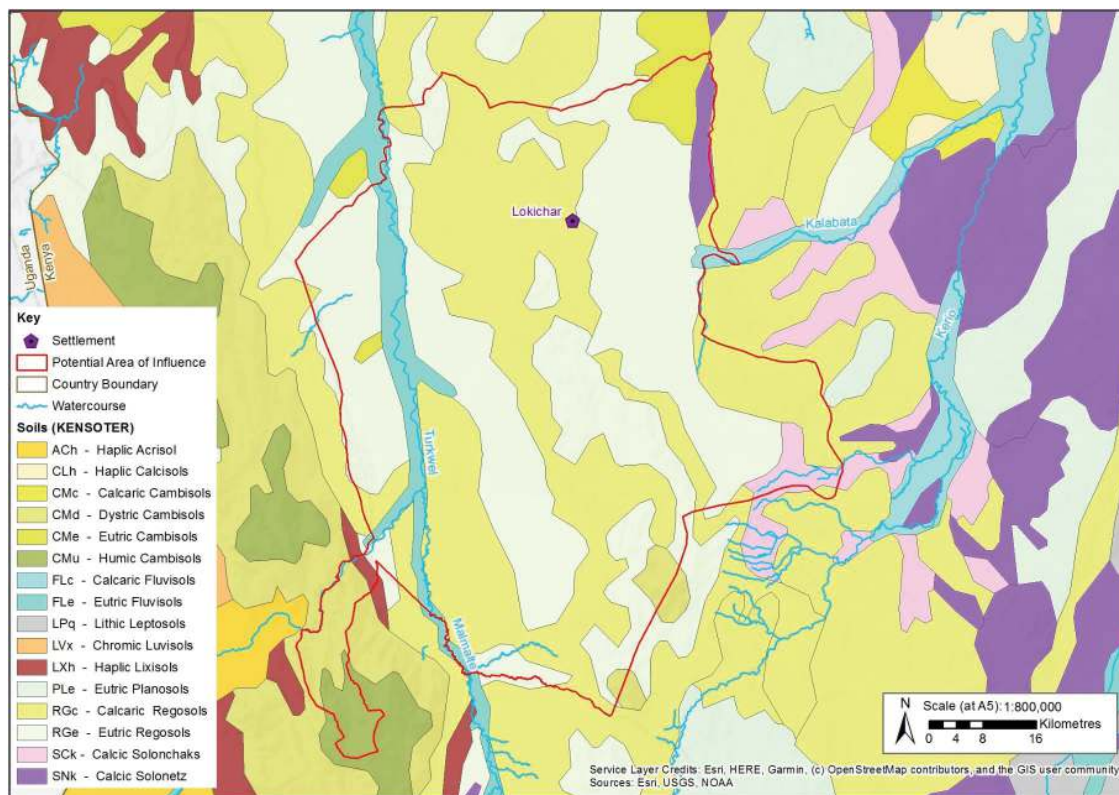 Lokichar
Kalabata
Uganda
Kenya
Kerio
Turkwel
Malmalte
Key
Settlement
Potential Area of Influence
Country Boundary
Watercourse
Soils (KENSOTER)
ACh - Haplic Acrisol
CLh - Haplic Calcisols
CMc - Calcaric Cambisols
CMd - Dystric Cambisols
CMe - Eutric Cambisols
CMu - Humic Cambisols
FLc - Calcaric Fluvisols
FLe - Eutric Fluvisols
LPq - Lithic Leptosols
LVx - Chromic Luvisols
LXh - Haplic Lixisols
PLe - Eutric Planosols
RGc - Calcaric Regosols
RGe - Eutric Regosols
SCk - Calcic Solonchaks
SNk - Calcic Solonetz
N
Scale (at A5): 1:800,000
Kilometres
0 4 8 16
Service Layer Credits: Esri, HERE, Garmin, (c) OpenStreetMap contributors, and the GIS user community
Sources: Esri, USGS, NOAA